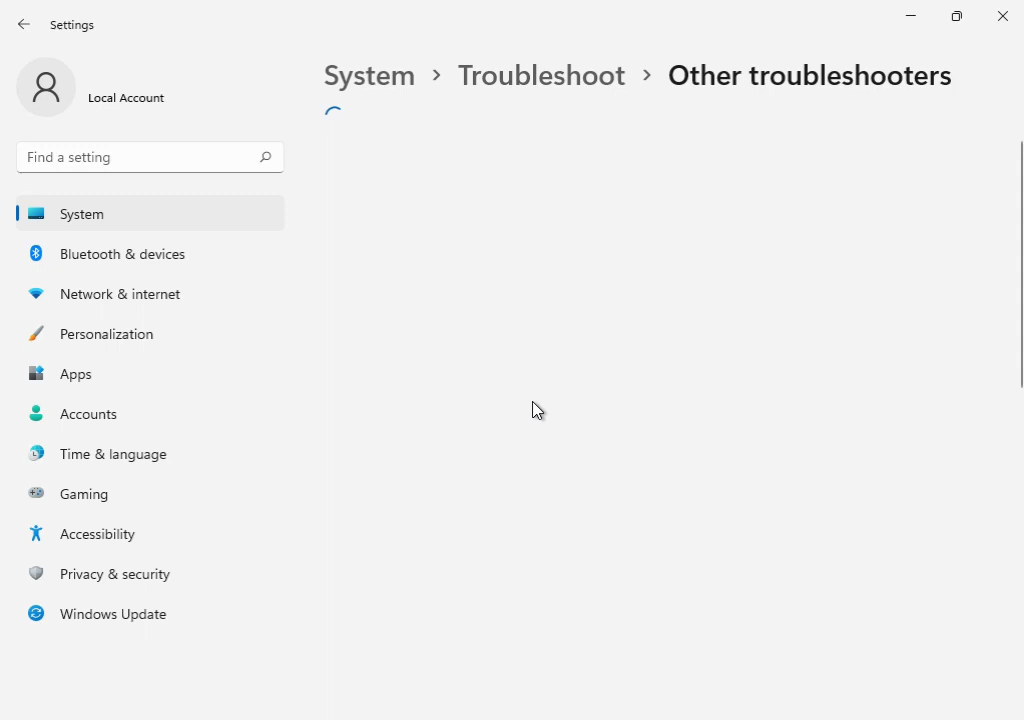 Settings
Local Account
Find a setting
System
Bluetooth & devices
Network & internet
Personalization
Apps
Accounts
Time & language
Gaming
Accessibility
Privacy & security
Windows Update
System > Troubleshoot > Other troubleshooters